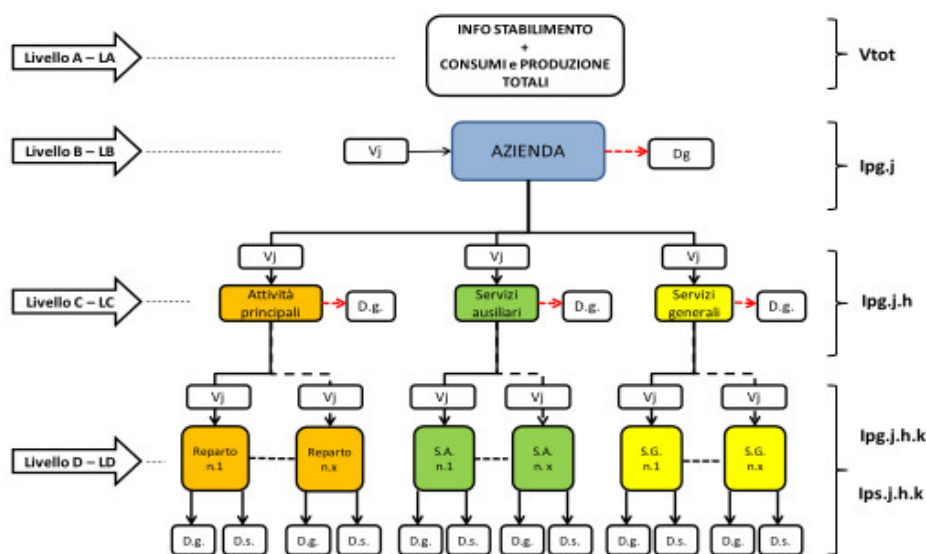 INFO STABILIMENTO
+
CONSUMI e PRODUZIONE
TOTALI
Livello A – LA
Vtot
Livello B – LB
Vj
AZIENDA
Dg
Ipg.j
Vj
Vj
Vj
Livello C – LC
Attività
principali
D.g.
Servizi
ausiliari
D.g.
Servizi
generali
D.g.
Ipg.j.h
Vj
Vj
Vj
Vj
Vj
Vj
Livello D – LD
Reparto
n.1
Reparto
n.x
S.A.
n.1
S.A.
n. x
S.G.
n.1
S.G.
n.x
Ipg.j.h.k
Ips.j.h.k
D.g.
D.s.
D.g.
D.s.
D.g.
D.s.
D.g.
D.s.
D.g.
D.s.
D.g.
D.s.